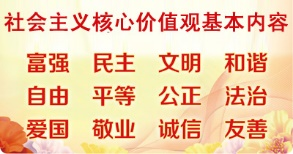 社会主义核心价值观基本内容
富强 民主 文明 和谐
自由 平等 公正 法治
爱国 敬业 诚信 友善